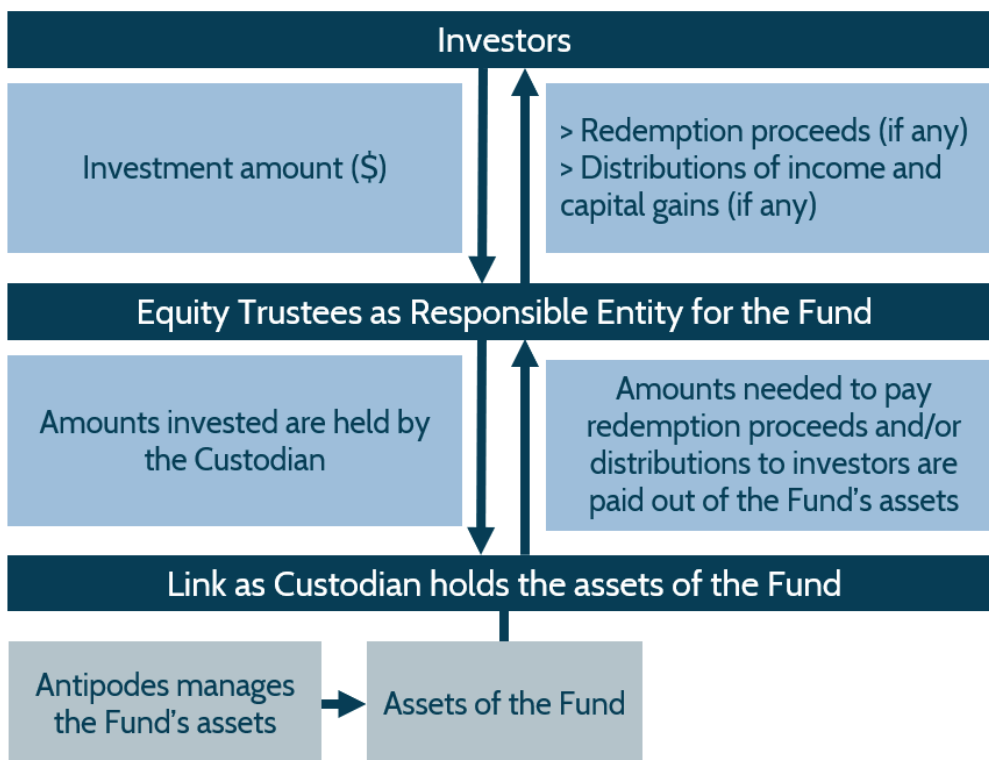 Investors
Investment amount ($)
> Redemption proceeds (if any)
> Distributions of income and
capital gains (if any)
Equity Trustees as Responsible Entity for the Fund
Amounts invested are held by
the Custodian
Amounts needed to pay
redemption proceeds and/or
distributions to investors are
paid out of the Fund’s assets
Link as Custodian holds the assets of the Fund
Antipodes manages
the Fund’s assets
Assets of the Fund